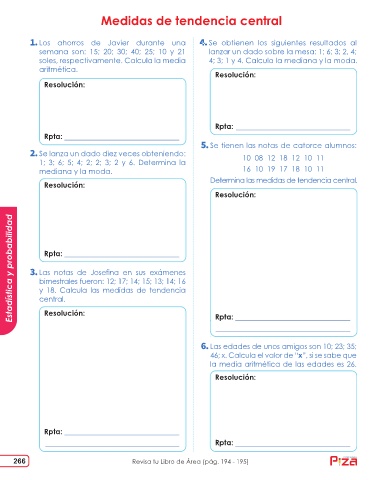 Medidas de tendencia central
1. Los ahorros de Javier durante una
semana son: 15; 20; 30; 40; 25; 10 y 21
soles, respectivamente. Calcula la media
aritmética.
Resolución:
Rpta:
2. Se lanza un dado diez veces obteniendo:
1; 3; 6; 5; 4; 2; 2; 3; 2 y 6. Determina la
mediana y la moda.
Resolución:
Rpta:
3. Las notas de Josefina en sus exámenes
bimestrales fueron: 12; 17; 14; 15; 13; 14; 16
y 18. Calcula las medidas de tendencia
central.
Resolución:
Rpta:
4. Se obtienen los siguientes resultados al
lanzar un dado sobre la mesa: 1; 6; 3; 2; 4;
4; 3; 1 y 4. Calcula la mediana y la moda.
Resolución:
Rpta:
5. Se tienen las notas de catorce alumnos:
10 08 12 18 12 10 11
16 10 19 17 18 10 11
Determina las medidas de tendencia central.
Resolución:
Rpta:
6. Las edades de unos amigos son 10; 23; 35;
46; x. Calcula el valor de "x", si se sabe que
la media aritmética de las edades es 26.
Resolución:
Rpta:
Estadística y probabilidad
266
Revisa tu Libro de Área (pág. 194 - 195)